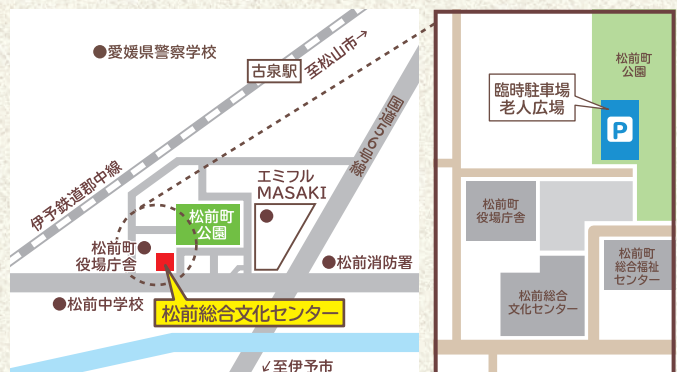 愛媛県警察学校
古泉駅
至松山市→
国道56号線
伊予鉄道郡中線
エミフル
MASAKI
松前町
公園
松前町
役場庁舎
松前消防署
松前中学校
松前総合文化センター
↙至伊予市
松前町
公園
臨時駐車場
老人広場
P
松前町
役場庁舎
松前町
総合福祉
センター
松前総合
文化センター